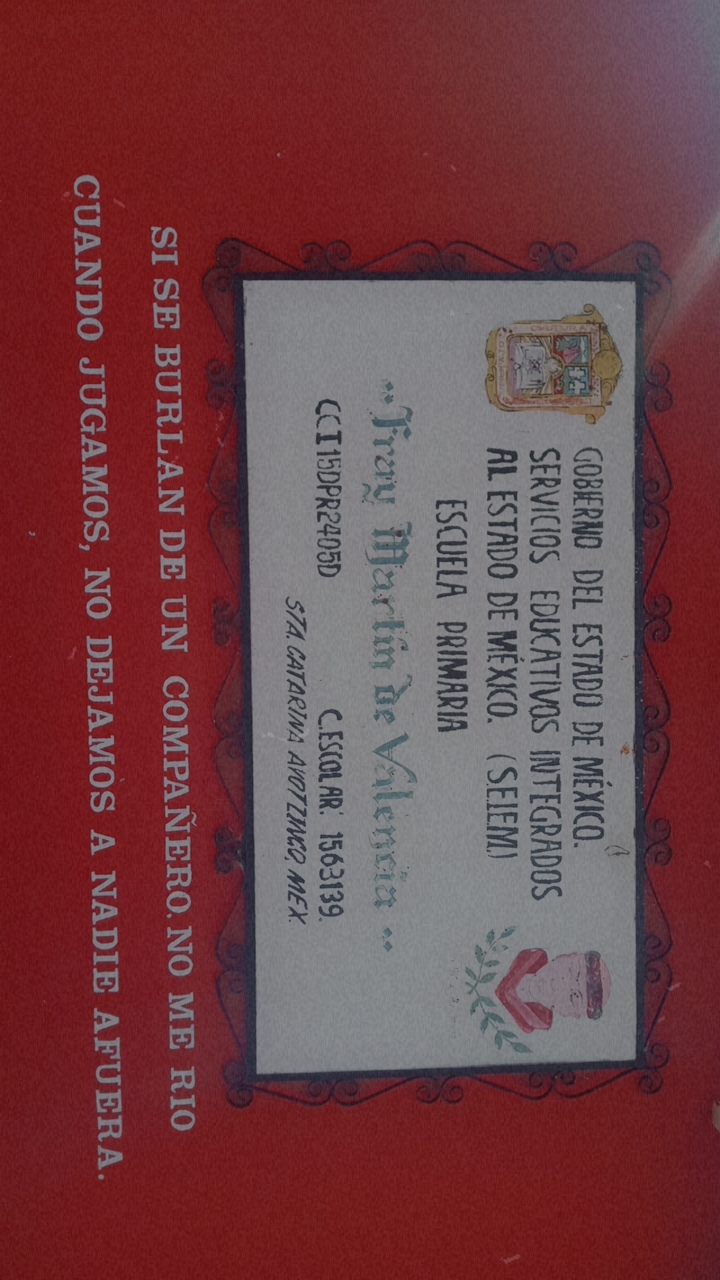 GOBIERNO DEL ESTADO DE MÉXICO.
SERVICIOS EDUCATIVOS INTEGRADOS
AL ESTADO DE MÉXICO. (S.E.I.E.M.)
ESCUELA PRIMARIA
"Fray Martín de Valencia"
CCT15DPR2405D C.ESCOLAR: 1563139.
STA. CATARINA AYOTZINGO, MEX.
SI SE BURLAN DE UN COMPAÑERO. NO ME RIO
CUANDO JUGAMOS, NO DEJAMOS A NADIE AFUERA.